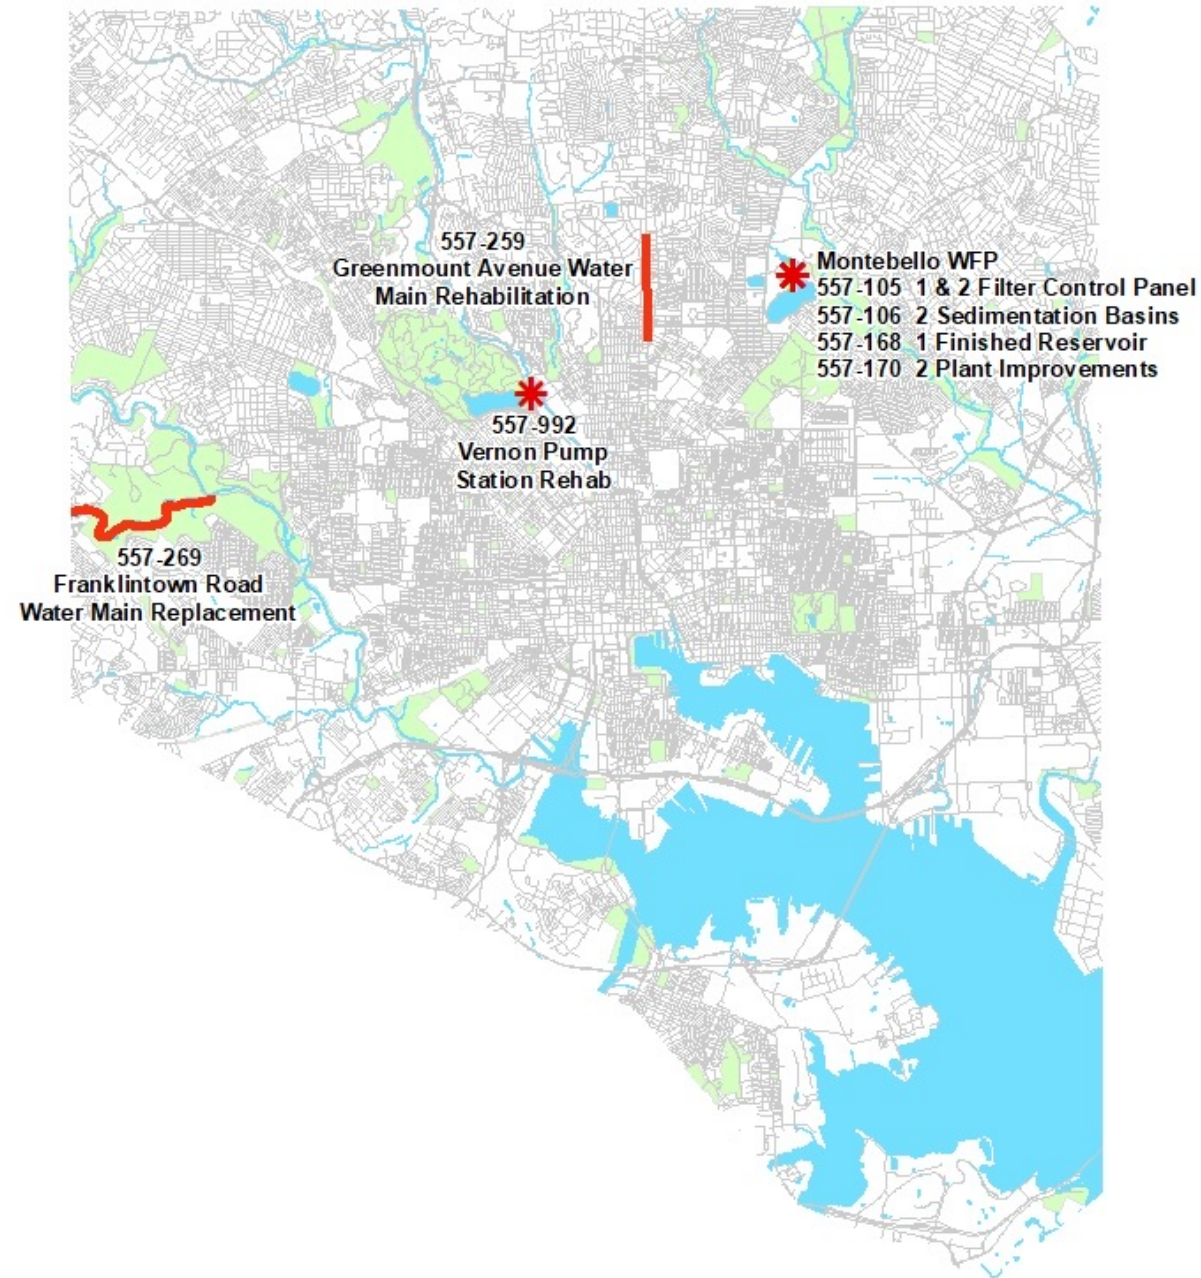 557-259
Greenmount Avenue Water
Main Rehabilitation
Montebello WFP
557-105 1 & 2 Filter Control Panel
557-106 2 Sedimentation Basins
557-168 1 Finished Reservoir
557-170 2 Plant Improvements
557-992
Vernon Pump
Station Rehab
557-269
Franklintown Road
Water Main Replacement